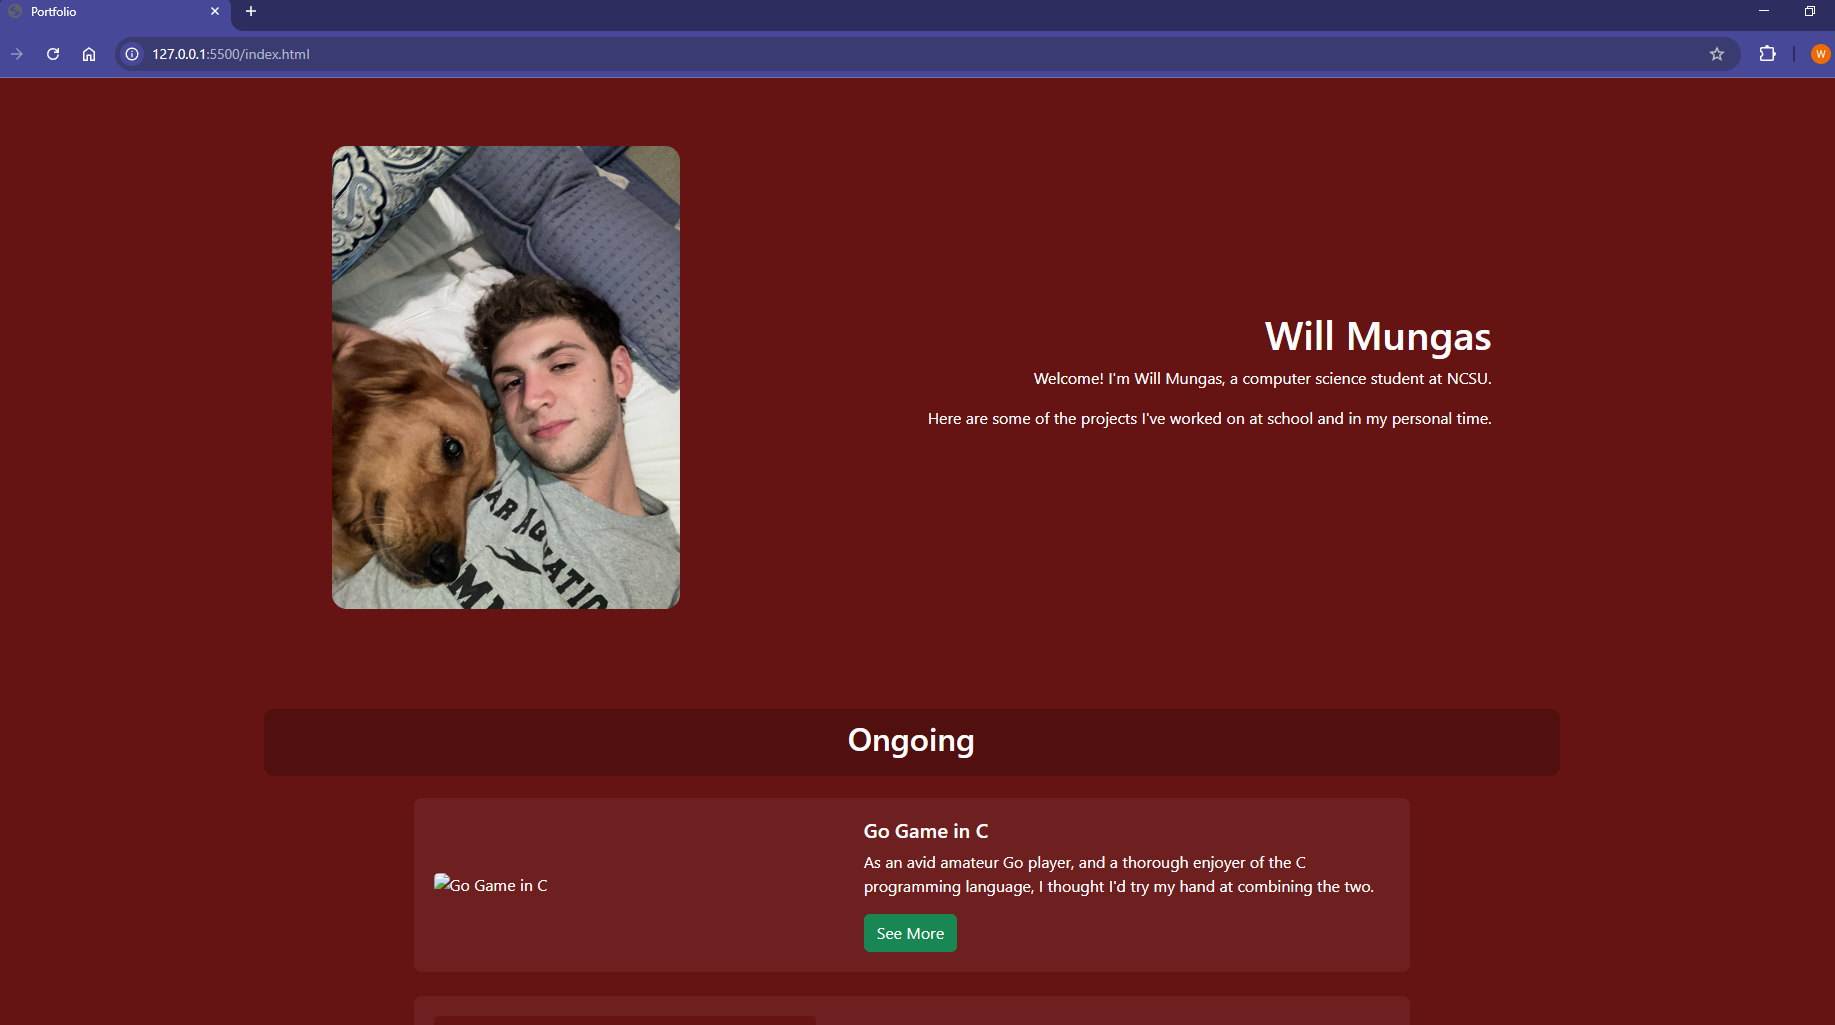 Portfolio
127.0.0.1:5500/index.html
W
Will Mungas
Welcome! I'm Will Mungas, a computer science student at NCSU.
Here are some of the projects I've worked on at school and in my personal time.
Ongoing
Go Game in C
Go Game in C
As an avid amateur Go player, and a thorough enjoyer of the C
programming language, I thought I'd try my hand at combining the two.
See More